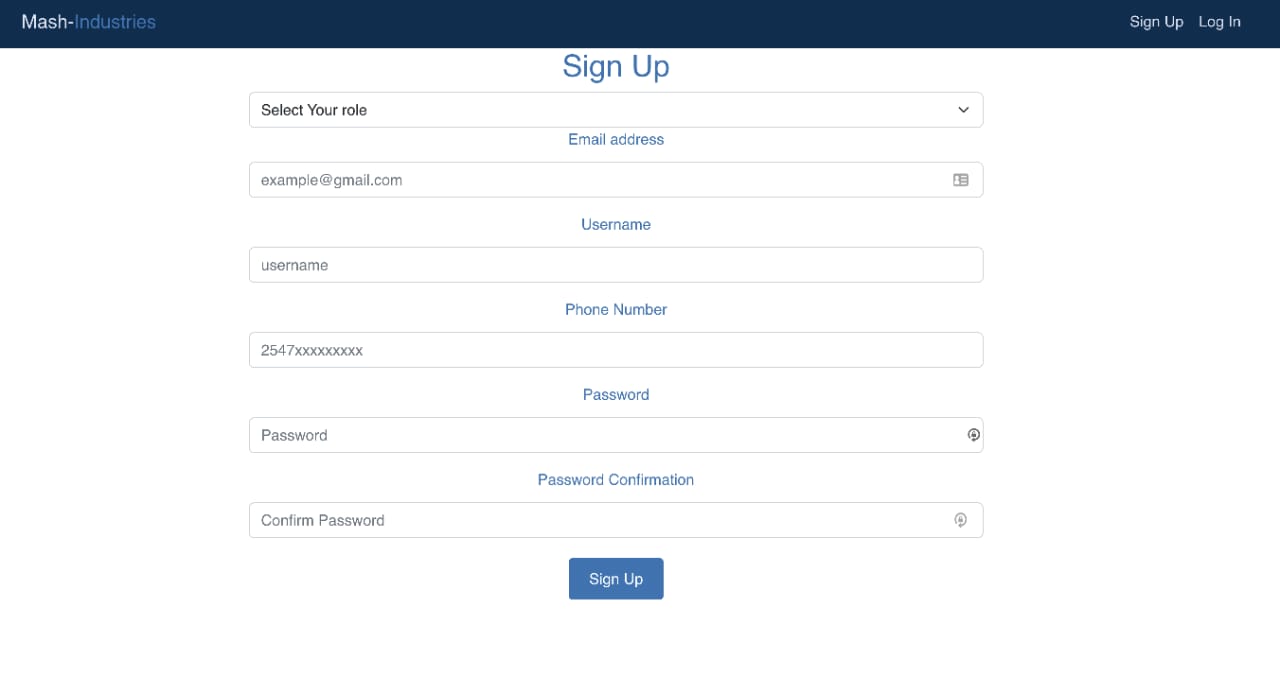 Mash-Industries
Sign Up Log In
Sign Up
Select Your role
Email address
example@gmail.com
Username
username
Phone Number
2547xxxxxxxxx
Password
Password
Password Confirmation
Confirm Password
Sign Up